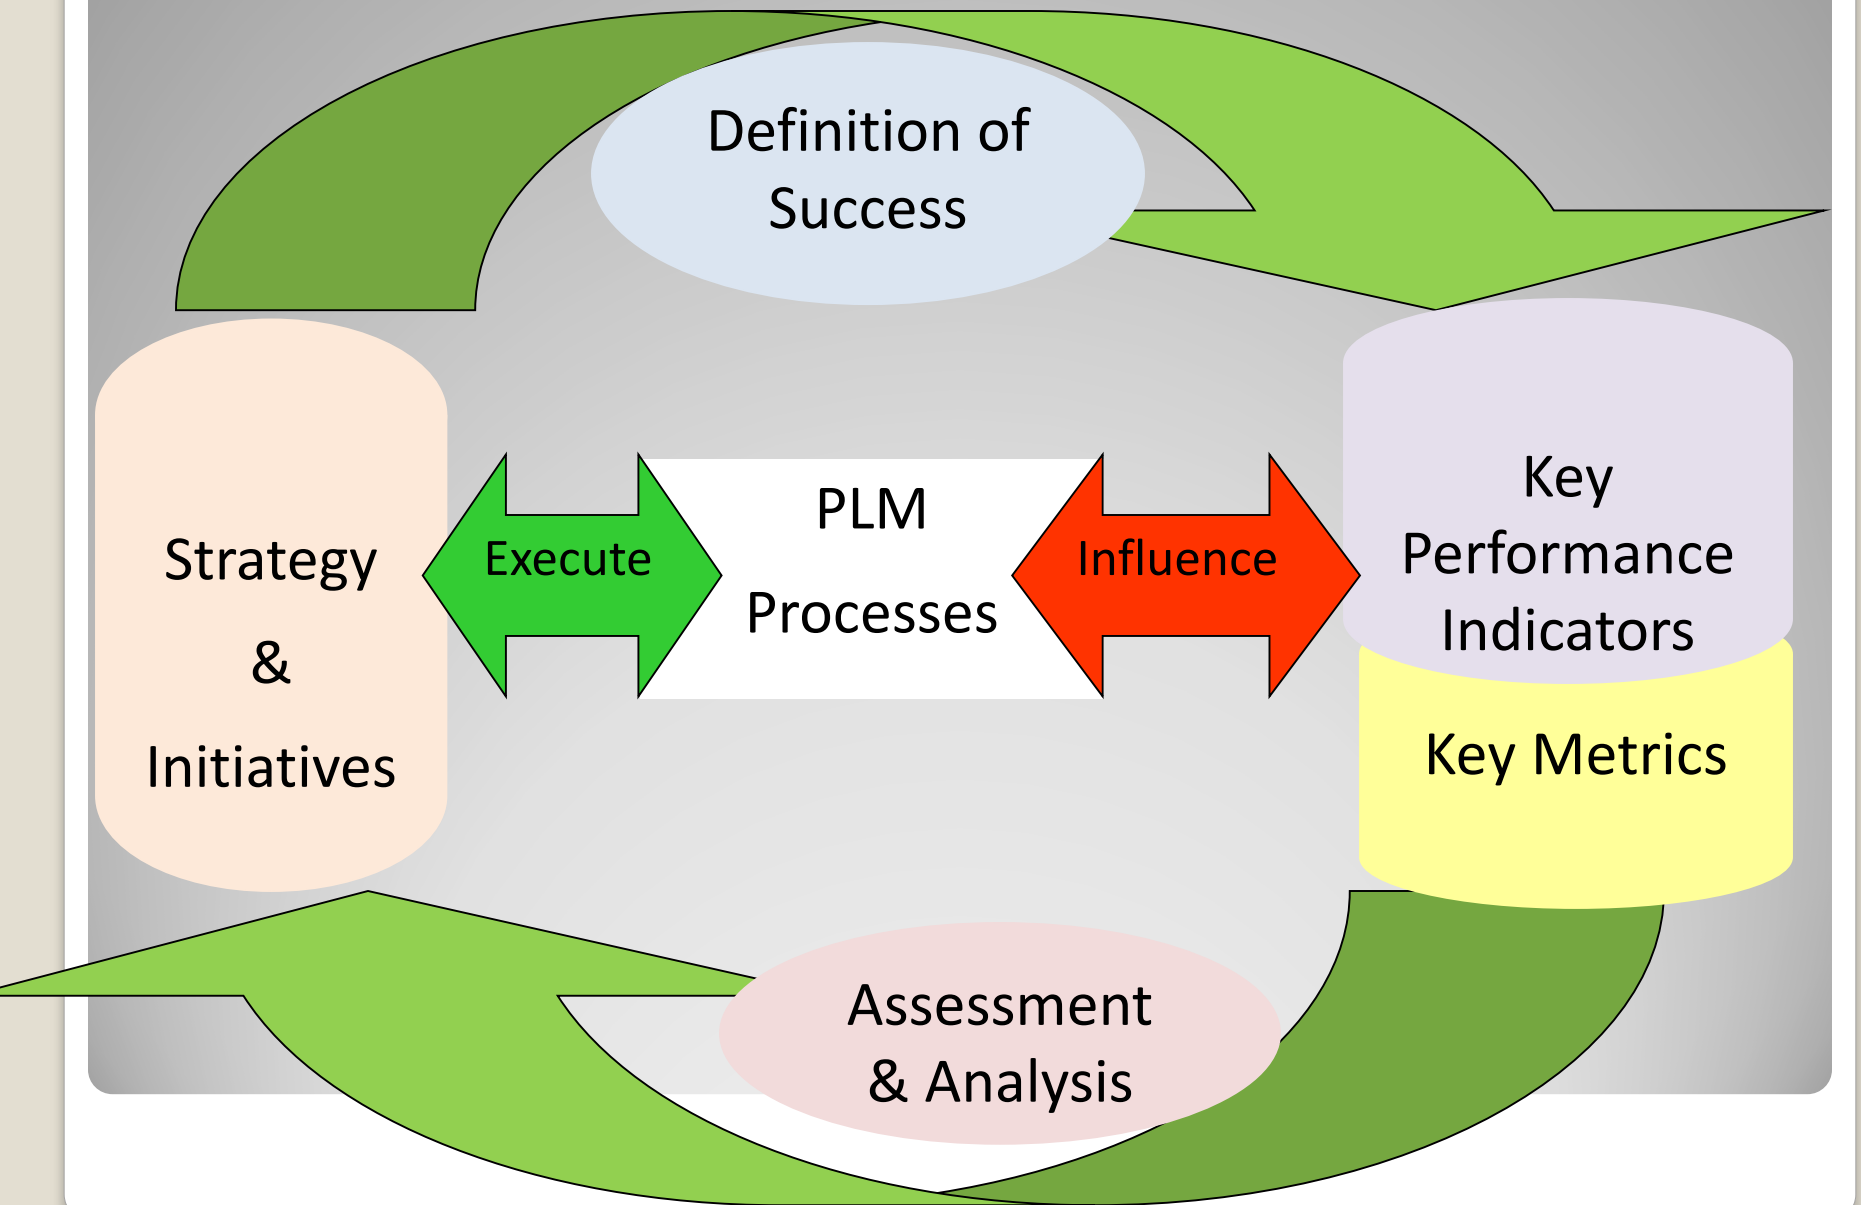 Definition of
Success
Strategy
&
Initiatives
Execute
PLM
Processes
Influence
Key
Performance
Indicators
Key Metrics
Assessment
& Analysis